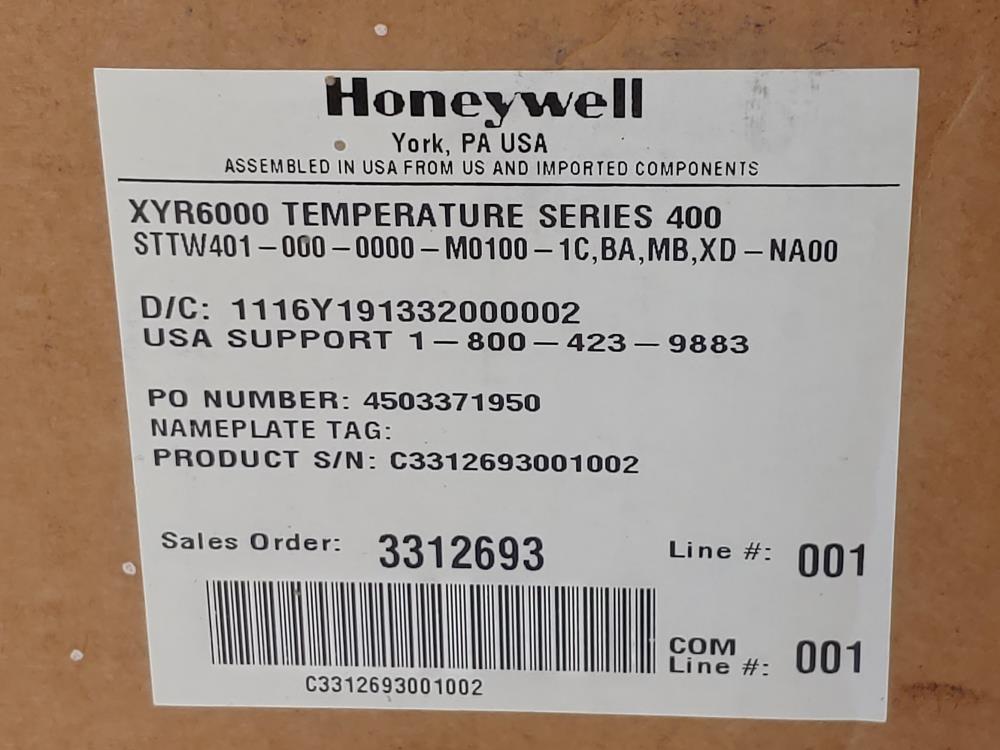 Honeywell
York, PA USA
ASSEMBLED IN USA FROM US AND IMPORTED COMPONENTS
XYR6000 TEMPERATURE SERIES 400
STTW401-000-0000-M0100-1C,BA,MB,XD-NA00
D/C: 1116Y191332000002
USA SUPPORT 1-800-423-9883
PO NUMBER: 4503371950
NAMEPLATE TAG:
PRODUCT S/N: C3312693001002
Sales Order: 3312693 Line #: 001
COM
Line #: 001
C3312693001002